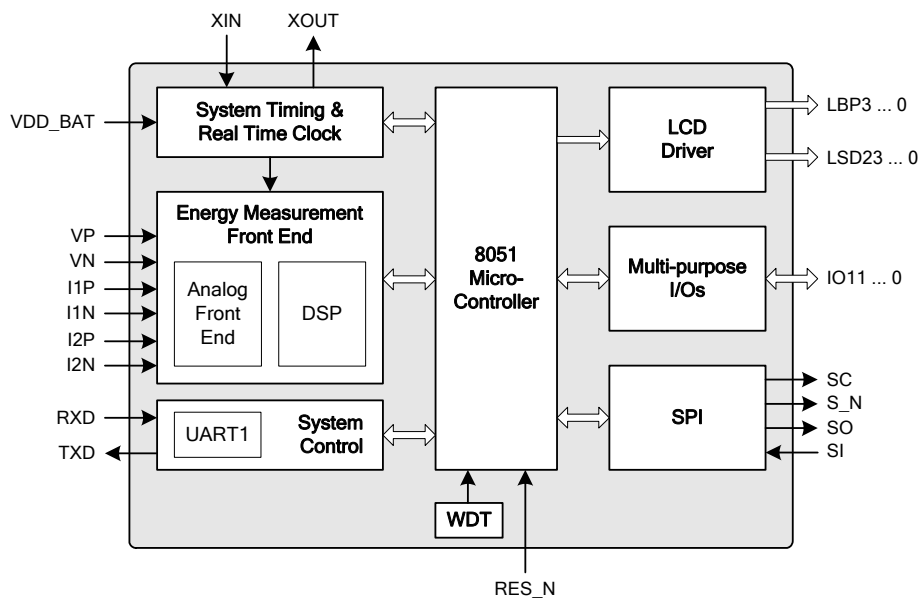 XIN
XOUT
VDD_BAT
System Timing &
Real Time Clock
LCD
Driver
LBP3 ... 0
LSD23 ... 0
Energy Measurement
Front End
VP
VN
I1P
I1N
I2P
I2N
Analog
Front
End
DSP
8051
Micro-
Controller
Multi-purpose
I/Os
IO11 ... 0
RXD
TXD
UART1
System
Control
SPI
SC
S_N
SO
SI
WDT
RES_N